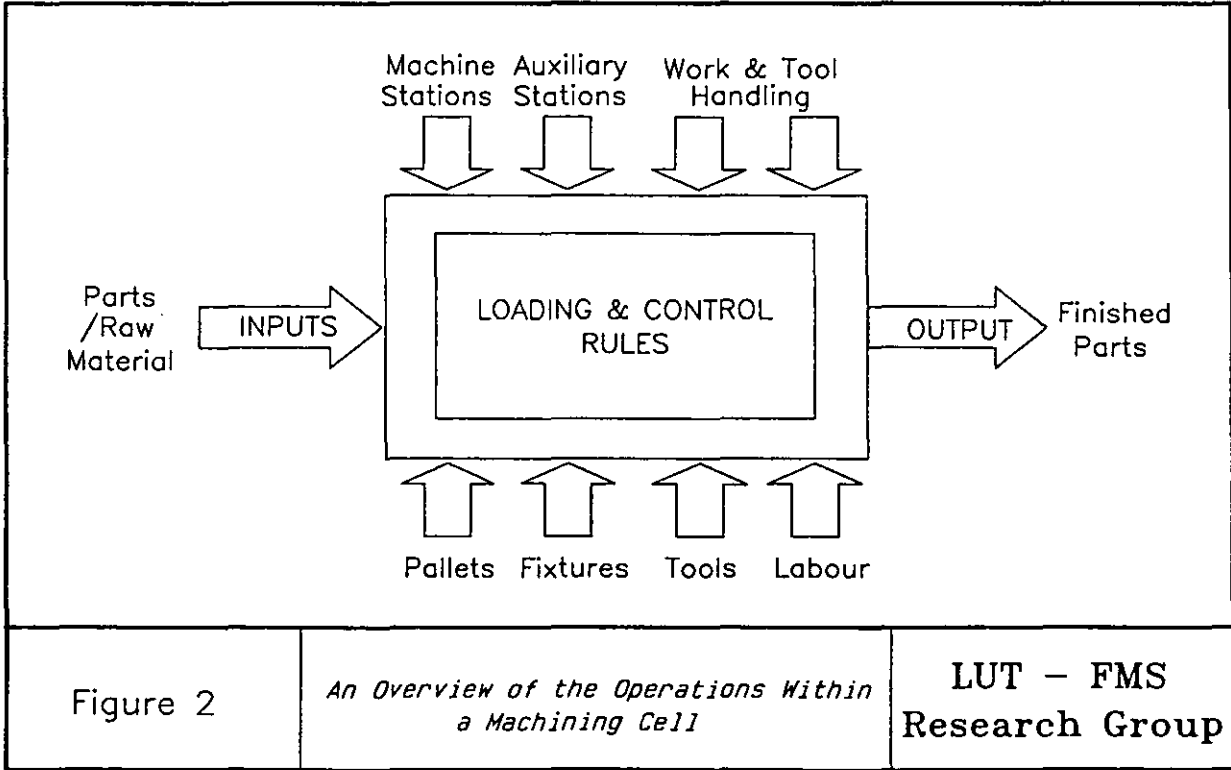 Machine Stations
Auxiliary Stations
Work & Tool Handling
Parts
/Raw
Material
INPUTS
LOADING & CONTROL
RULES
OUTPUT
Finished
Parts
Pallets
Fixtures
Tools
Labour
Figure 2
An Overview of the Operations Within
a Machining Cell
LUT – FMS
Research Group